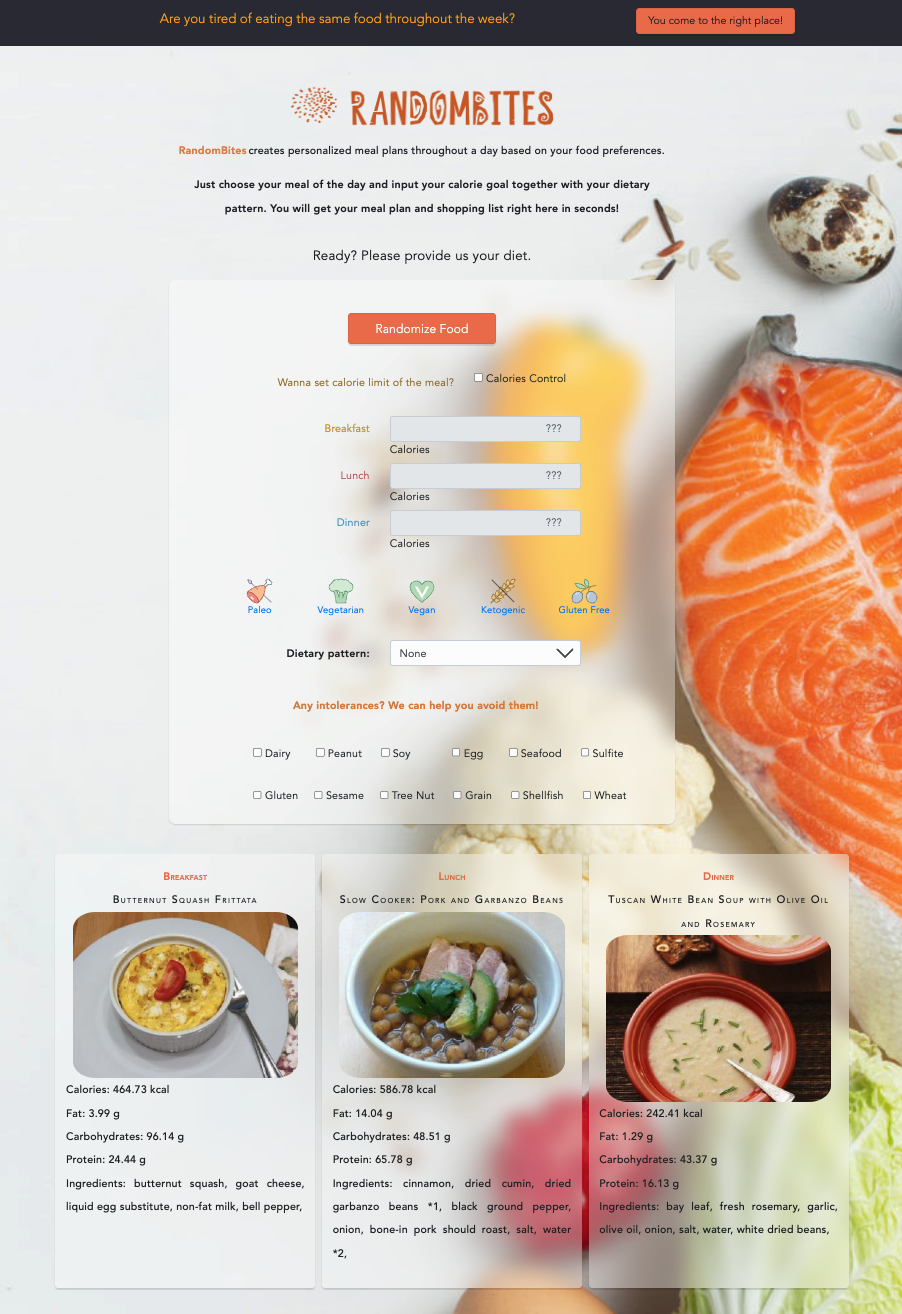 Are you tired of eating the same food throughout the week?
You come to the right place!
RANDOMBITES
RandomBites creates personalized meal plans throughout a day based on your food preferences.
Just choose your meal of the day and input your calorie goal together with your dietary
pattern. You will get your meal plan and shopping list right here in seconds!
Ready? Please provide us your diet.
Randomize Food
Wanna set calorie limit of the meal? Calories Control
Breakfast ???
Calories
Lunch ???
Calories
Dinner ???
Calories
Paleo Vegetarian Vegan Ketogenic Gluten Free
Dietary pattern: None
Any intolerances? We can help you avoid them!
Dairy Peanut Soy Egg Seafood Sulfite
Gluten Sesame Tree Nut Grain Shellfish Wheat
Breakfast
Butternut Squash Frittata
Calories: 464.73 kcal
Fat: 3.99 g
Carbohydrates: 96.14 g
Protein: 24.44 g
Ingredients: butternut squash, goat cheese,
liquid egg substitute, non-fat milk, bell pepper,
Lunch
Slow Cooker: Pork and Garbanzo Beans
Calories: 586.78 kcal
Fat: 14.04 g
Carbohydrates: 48.51 g
Protein: 65.78 g
Ingredients: cinnamon, dried cumin, dried
garbanzo beans *1, black ground pepper,
onion, bone-in pork should roast, salt, water
*2,
Dinner
Tuscan White Bean Soup with Olive Oil
and Rosemary
Calories: 242.41 kcal
Fat: 1.29 g
Carbohydrates: 43.37 g
Protein: 16.13 g
Ingredients: bay leaf, fresh rosemary, garlic,
olive oil, onion, salt, water, white dried beans,